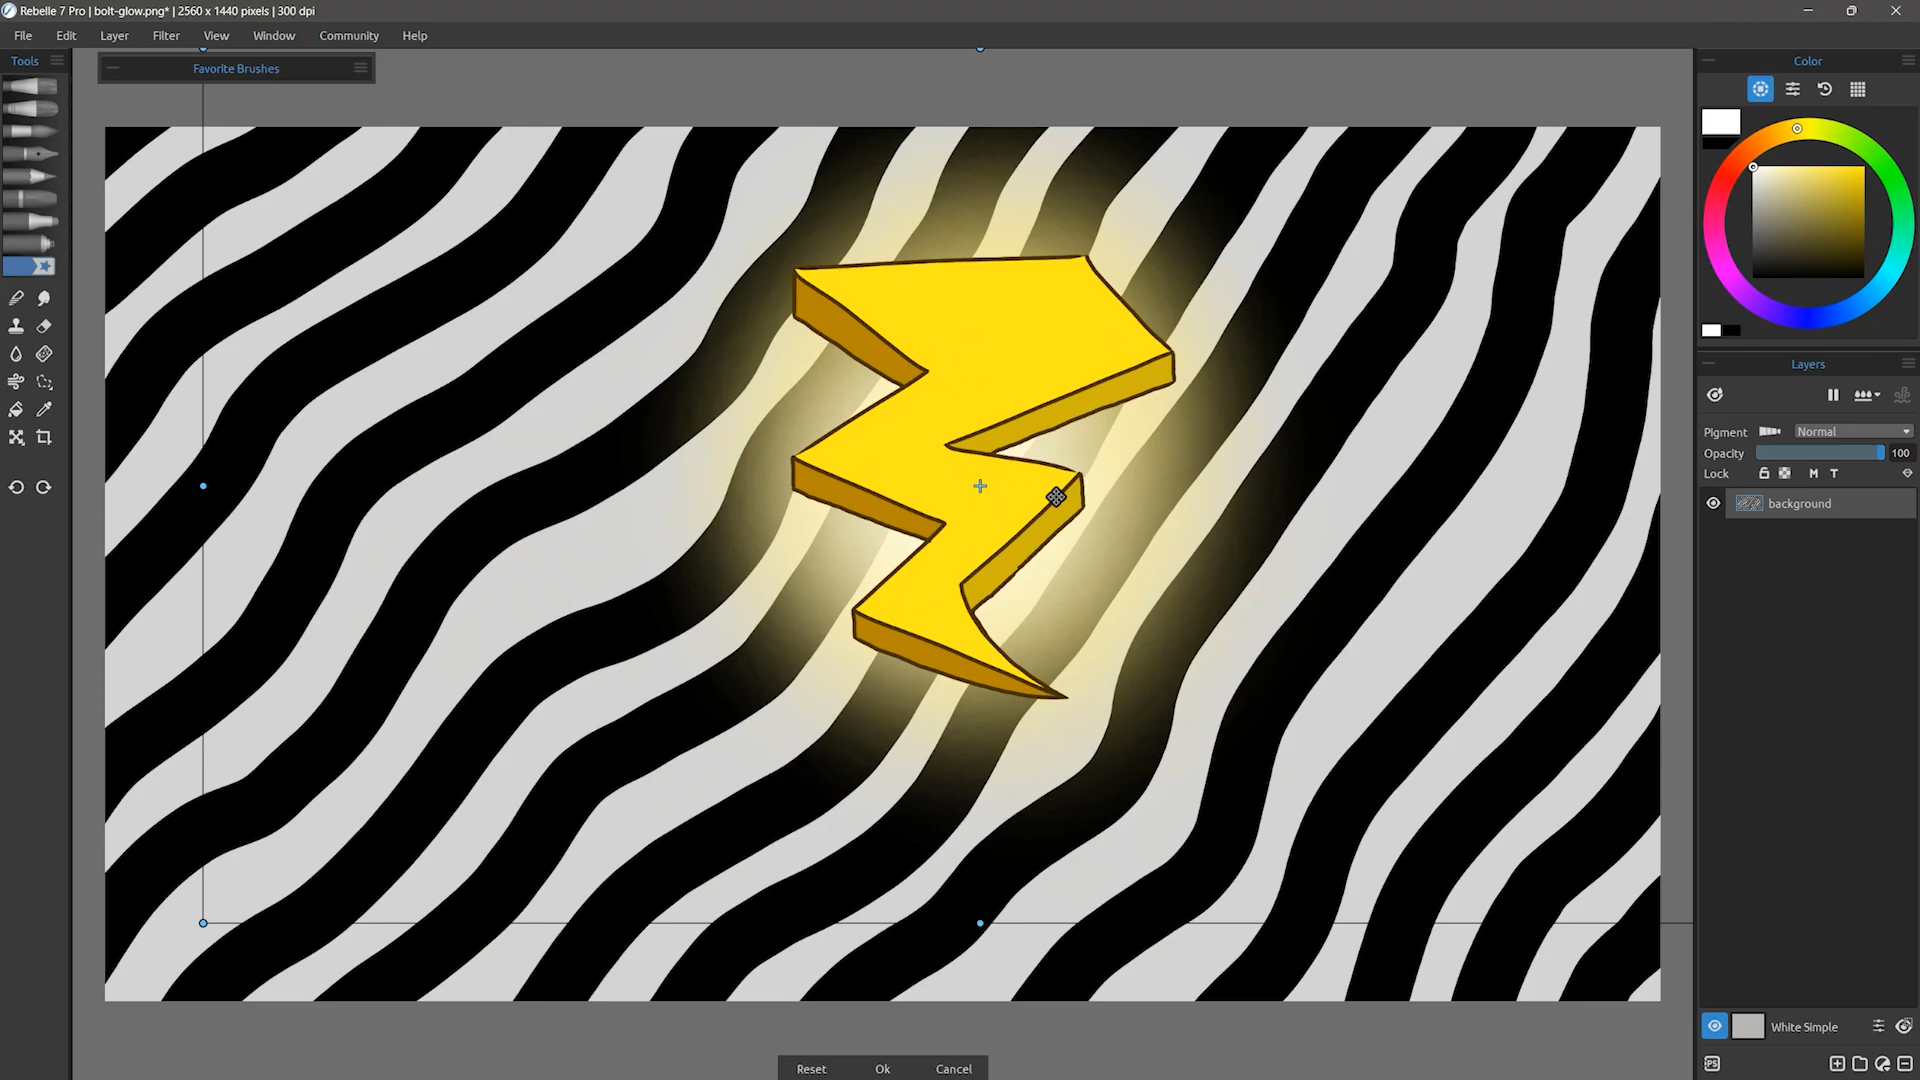 Rebelle 7 Pro | bolt-glow.png* | 2560 x 1440 pixels | 300 dpi
File Edit Layer Filter View Window Community Help
Tools
Favorite Brushes
Color
Layers
Pigment Normal
Opacity 100
Lock M T
background
White Simple
PS
Reset Ok Cancel